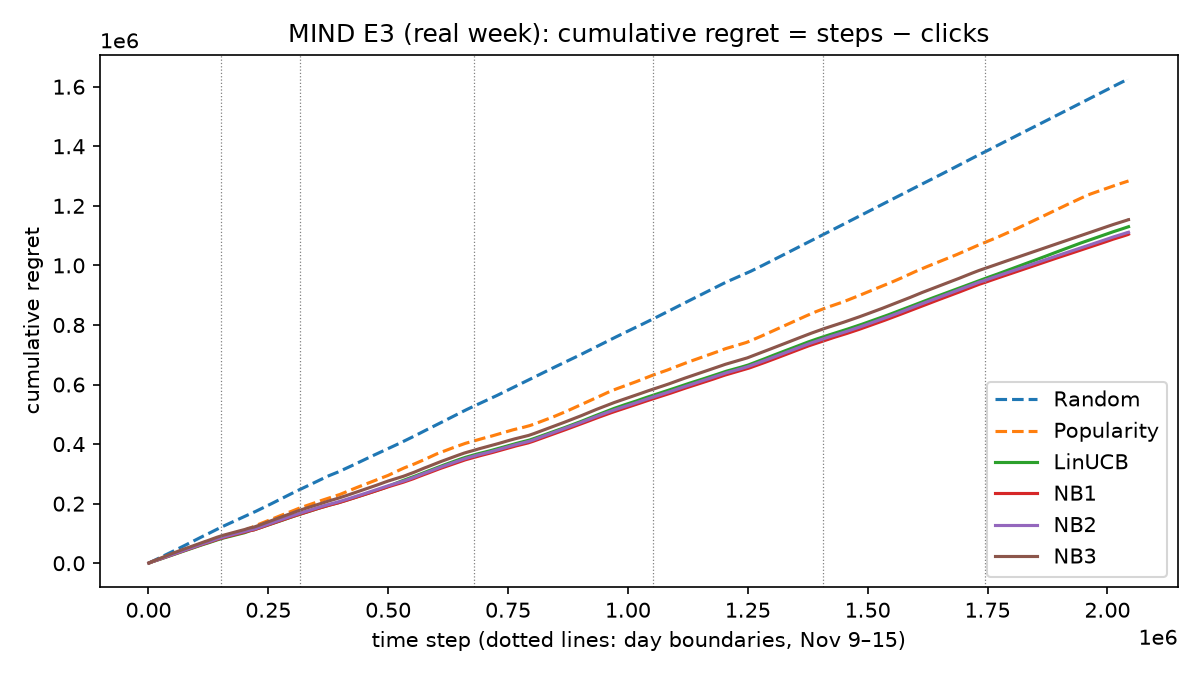 MIND E3 (real week): cumulative regret = steps − clicks
1e6
1.6
1.4
1.2
1.0
0.8
0.6
0.4
0.2
0.0
cumulative regret
Random
Popularity
LinUCB
NB1
NB2
NB3
0.00 0.25 0.50 0.75 1.00 1.25 1.50 1.75 2.00
1e6
time step (dotted lines: day boundaries, Nov 9–15)